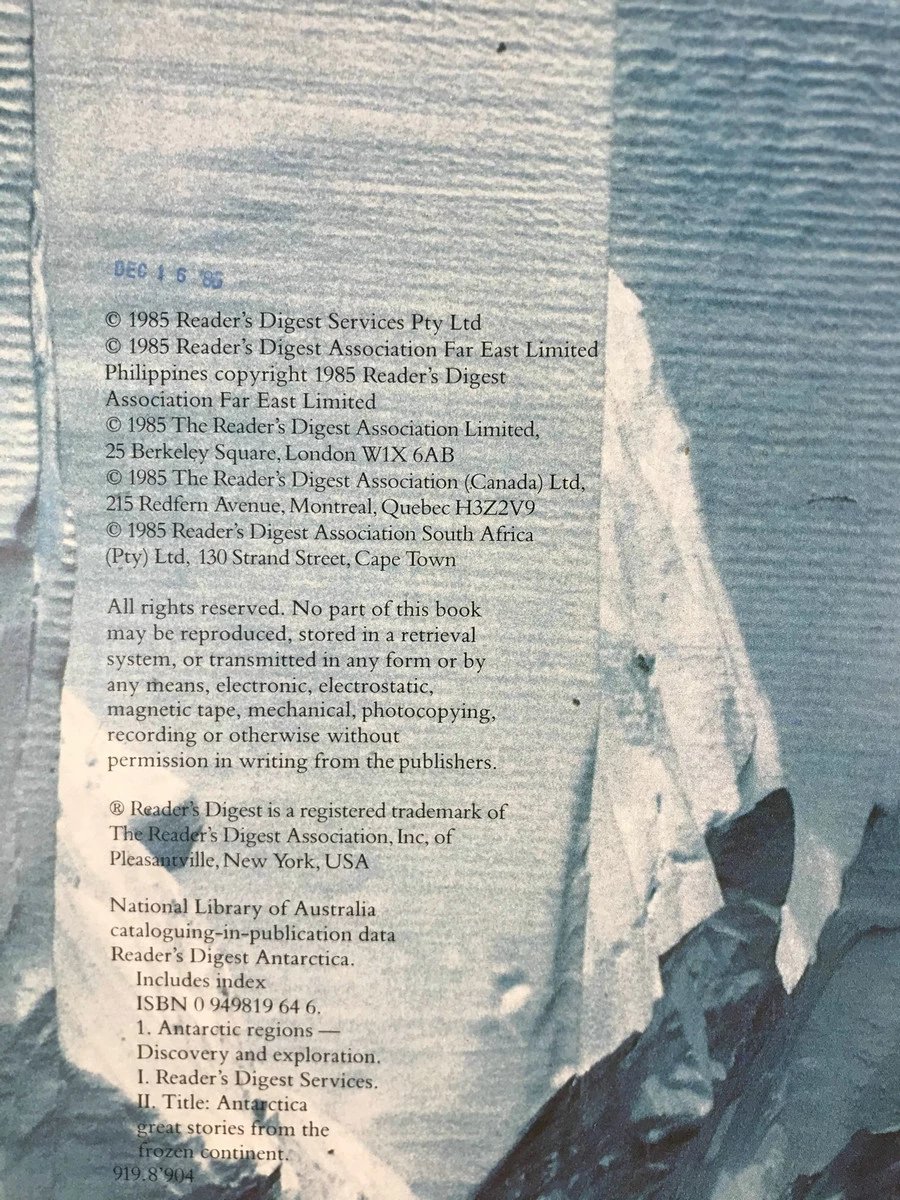 DEC 16 '85
© 1985 Reader's Digest Services Pty Ltd
© 1985 Reader's Digest Association Far East Limited
Philippines copyright 1985 Reader's Digest
Association Far East Limited
© 1985 The Reader's Digest Association Limited,
25 Berkeley Square, London W1X 6AB
© 1985 The Reader's Digest Association (Canada) Ltd,
215 Redfern Avenue, Montreal, Quebec H3Z2V9
© 1985 Reader's Digest Association South Africa
(Pty) Ltd, 130 Strand Street, Cape Town
All rights reserved. No part of this book
may be reproduced, stored in a retrieval
system, or transmitted in any form or by
any means, electronic, electrostatic,
magnetic tape, mechanical, photocopying,
recording or otherwise without
permission in writing from the publishers.
® Reader's Digest is a registered trademark of
The Reader's Digest Association, Inc, of
Pleasantville, New York, USA
National Library of Australia
cataloguing-in-publication data
Reader's Digest Antarctica.
Includes index
ISBN 0 949819 64 6.
1. Antarctic regions —
Discovery and exploration.
I. Reader's Digest Services.
II. Title: Antarctica
great stories from the
frozen continent.
919.8'904